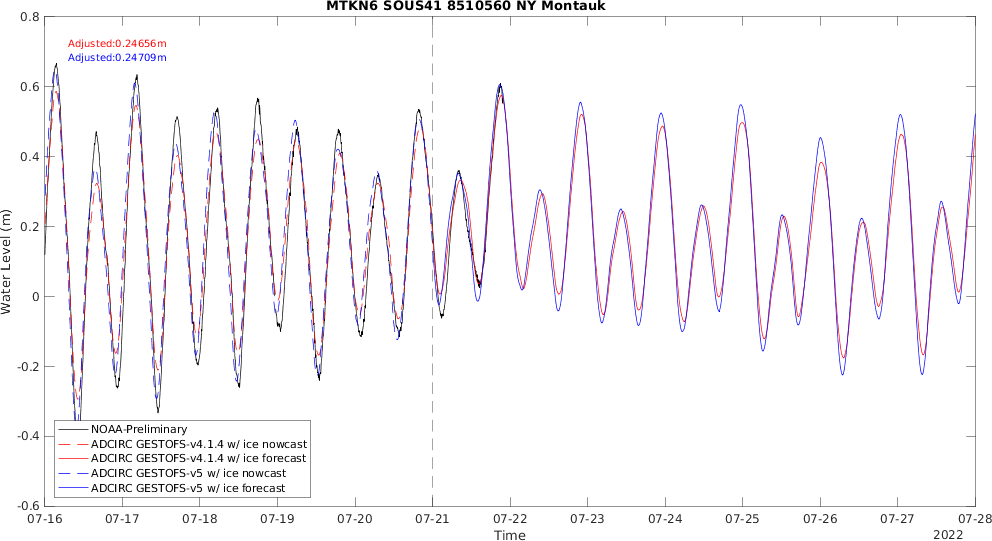 MTKN6 SOUS41 8510560 NY Montauk
Adjusted:0.24656m
Adjusted:0.24709m
Water Level (m)
0.8
0.6
0.4
0.2
0
-0.2
-0.4
-0.6
NOAA-Preliminary
ADCIRC GESTOFS-v4.1.4 w/ ice nowcast
ADCIRC GESTOFS-v4.1.4 w/ ice forecast
ADCIRC GESTOFS-v5 w/ ice nowcast
ADCIRC GESTOFS-v5 w/ ice forecast
07-16 07-17 07-18 07-19 07-20 07-21 07-22 07-23 07-24 07-25 07-26 07-27 07-28
Time
2022